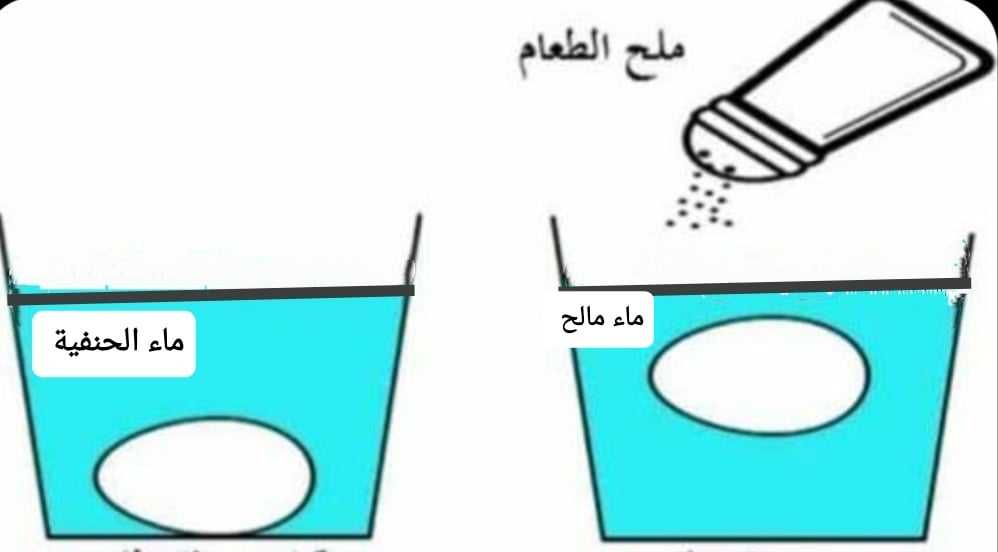 ملح الطعام
ماء مالح
ماء الحنفية